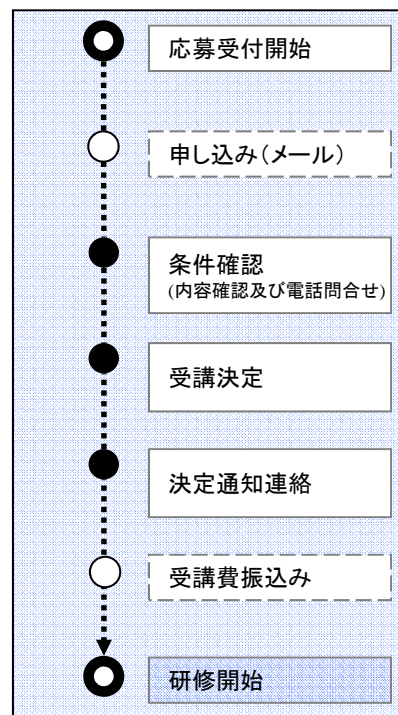 応募受付開始
申し込み（メール）
条件確認
(内容確認及び電話問合せ)
受講決定
決定通知連絡
受講費振込み
研修開始